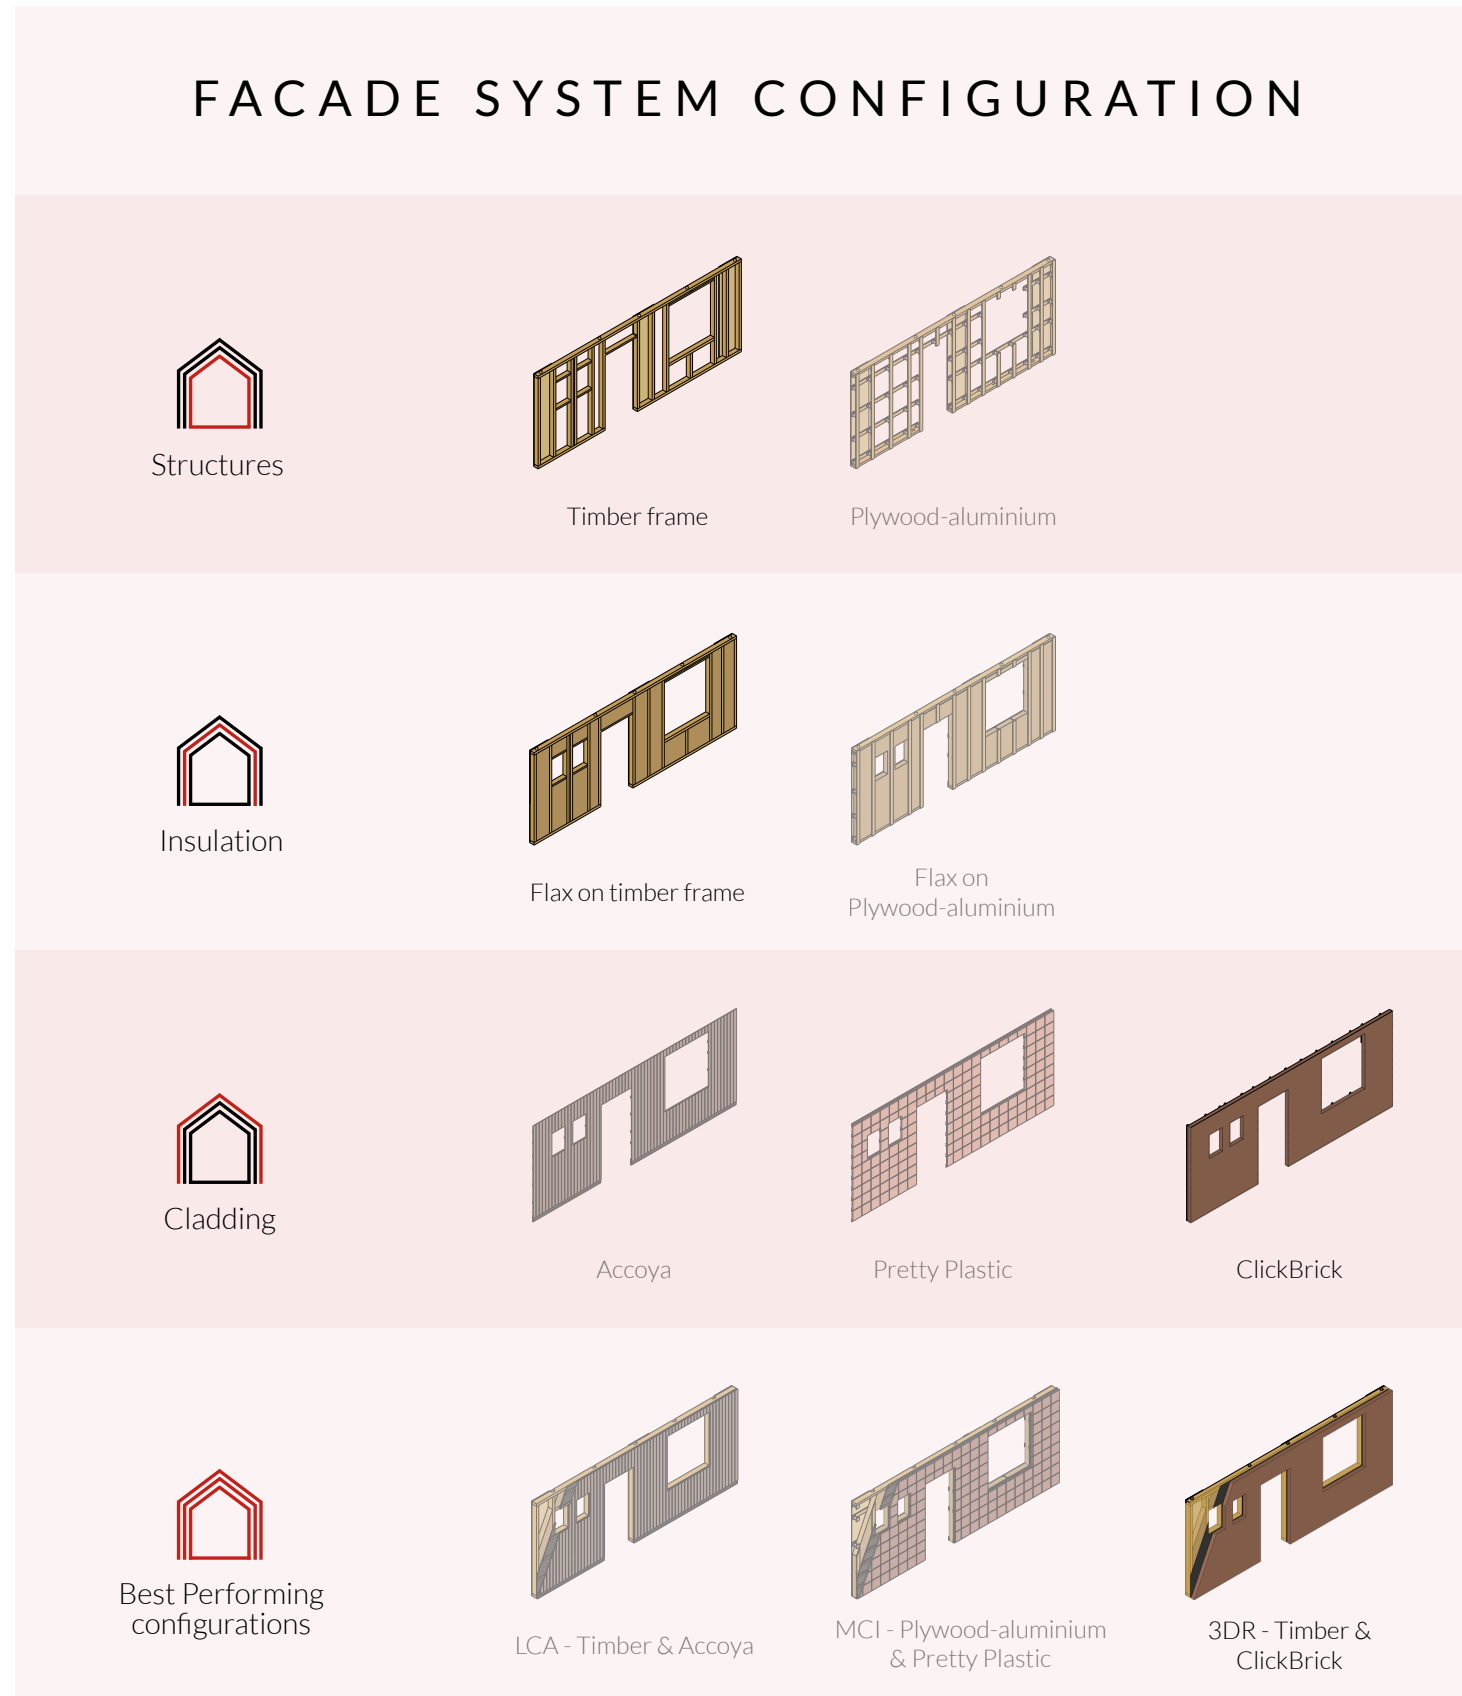 FACADE SYSTEM CONFIGURATION
Structures
Timber frame
Plywood-aluminium
Insulation
Flax on timber frame
Flax on
Plywood-aluminium
Cladding
Accoya
Pretty Plastic
ClickBrick
Best Performing
configurations
LCA - Timber & Accoya
MCI - Plywood-aluminium
& Pretty Plastic
3DR - Timber &
ClickBrick